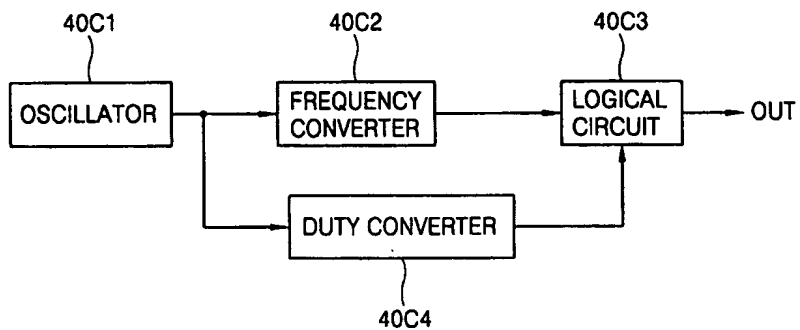 40C1
40C2
40C3
OSCILLATOR
FREQUENCY
CONVERTER
LOGICAL
CIRCUIT
OUT
DUTY CONVERTER
40C4